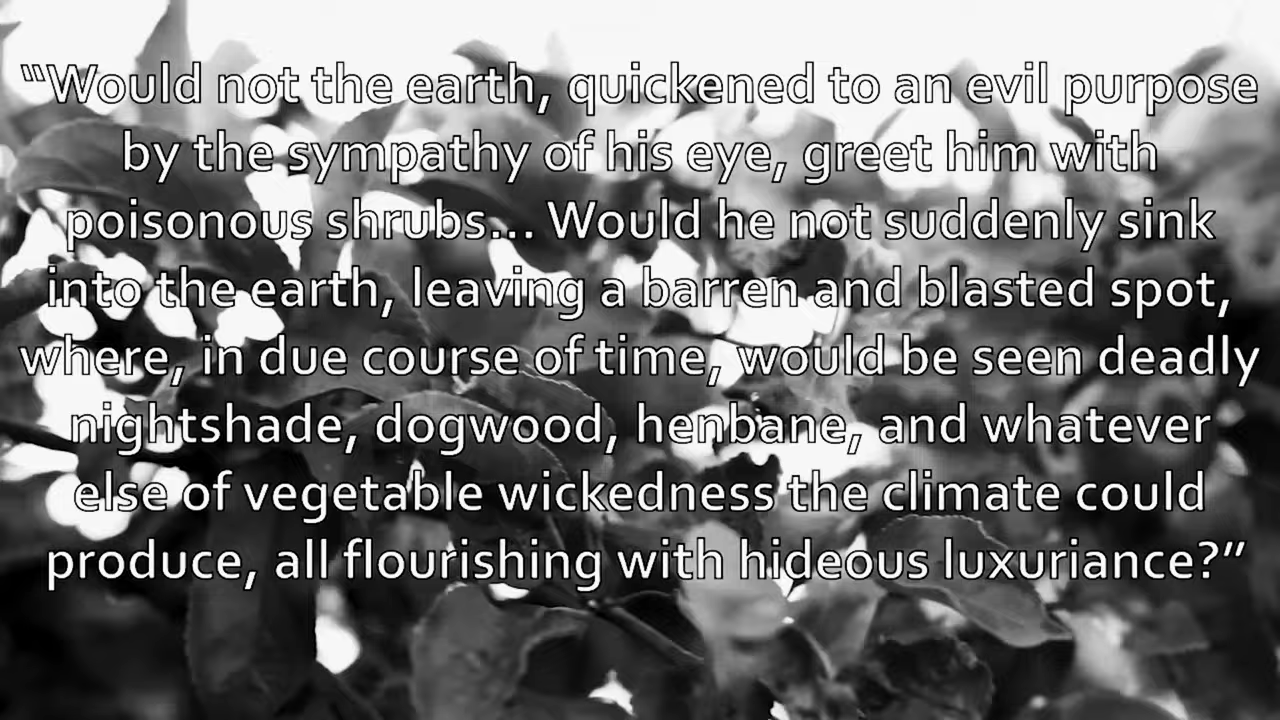 “Would not the earth, quickened to an evil purpose
by the sympathy of his eye, greet him with
poisonous shrubs... Would he not suddenly sink
into the earth, leaving a barren and blasted spot,
where, in due course of time, would be seen deadly
nightshade, dogwood, henbane, and whatever
else of vegetable wickedness the climate could
produce, all flourishing with hideous luxuriance?”